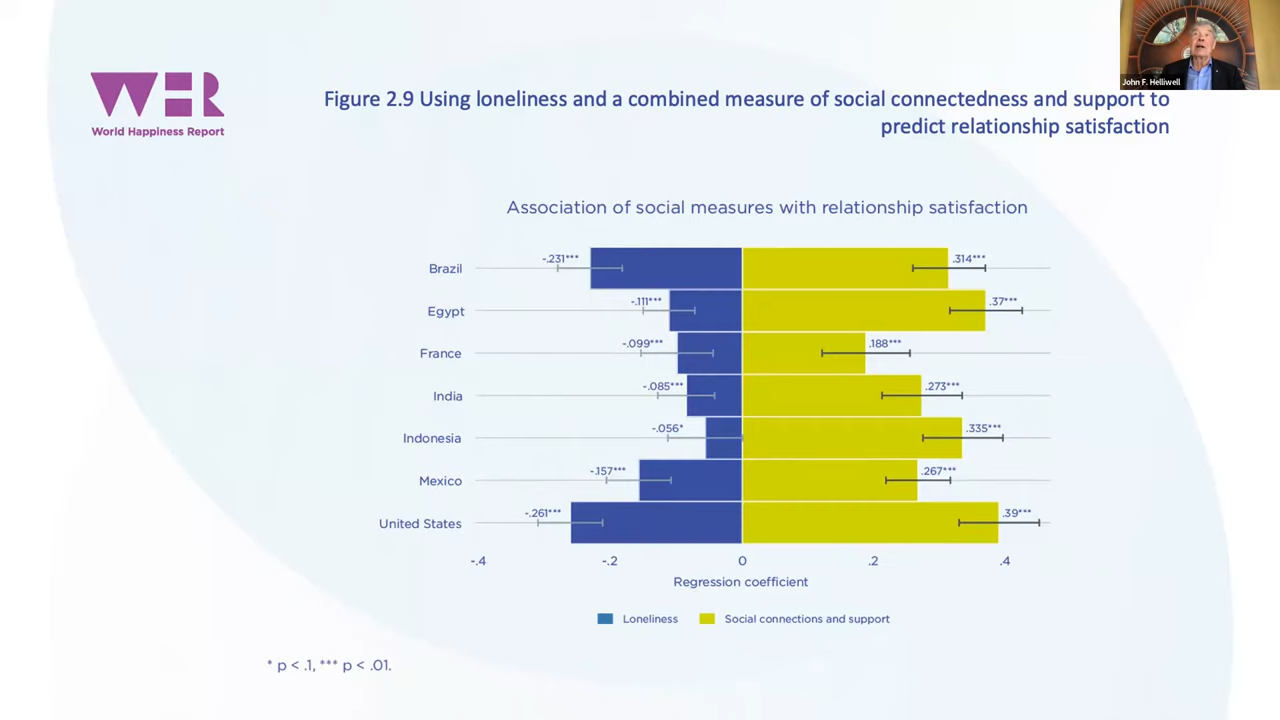 John F. Helliwell
WHR
World Happiness Report
Figure 2.9 Using loneliness and a combined measure of social connectedness and support to
predict relationship satisfaction
Association of social measures with relationship satisfaction
Brazil -.231*** .314***
Egypt -.111*** .37***
France -.099*** .188***
India -.085*** .273***
Indonesia -.056* .335***
Mexico -.157*** .267***
United States -.261*** .39***
-.4 -.2 0 .2 .4
Regression coefficient
Loneliness Social connections and support
* p < .1, *** p < .01.